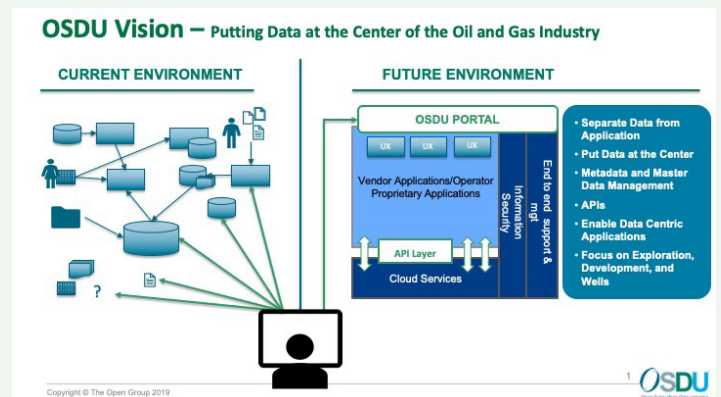 OSDU Vision – Putting Data at the Center of the Oil and Gas Industry
CURRENT ENVIRONMENT
?
FUTURE ENVIRONMENT
OSDU PORTAL
UX
UX
UX
Vendor Applications/Operator
Proprietary Applications
API Layer
Cloud Services
Information
Security
End to end support &
mgt
• Separate Data from
Application
• Put Data at the Center
• Metadata and Master
Data Management
• APIs
• Enable Data Centric
Applications
• Focus on Exploration,
Development, and
Wells
Copyright © The Open Group 2019
1
OSDU